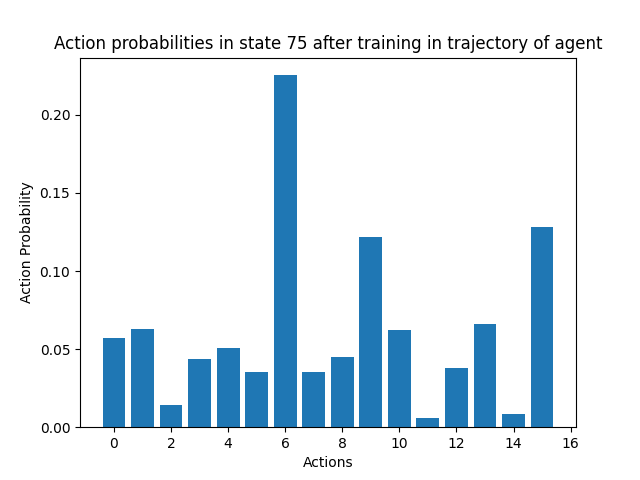 Action probabilities in state 75 after training in trajectory of agent
Action Probability
0.20
0.15
0.10
0.05
0.00
0 2 4 6 8 10 12 14 16
Actions